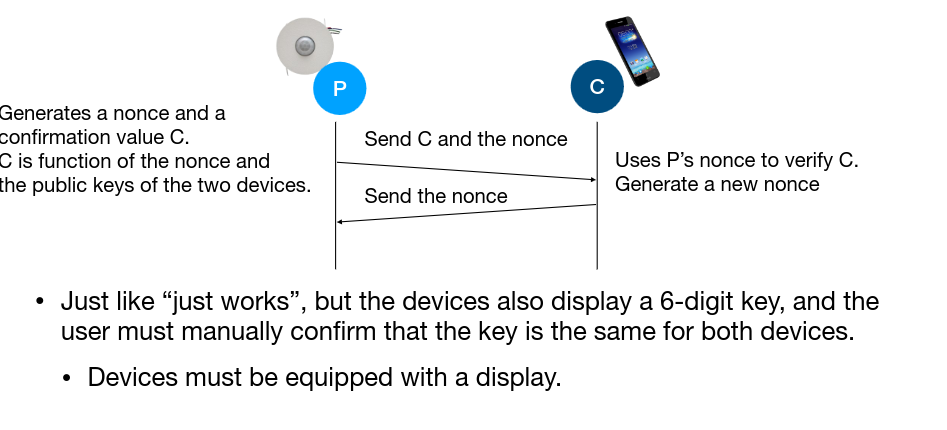 P
C
Generates a nonce and a
confirmation value C.
C is function of the nonce and
the public keys of the two devices.
Send C and the nonce
Uses P's nonce to verify C.
Generate a new nonce
Send the nonce
• Just like “just works”, but the devices also display a 6-digit key, and the
user must manually confirm that the key is the same for both devices.
• Devices must be equipped with a display.